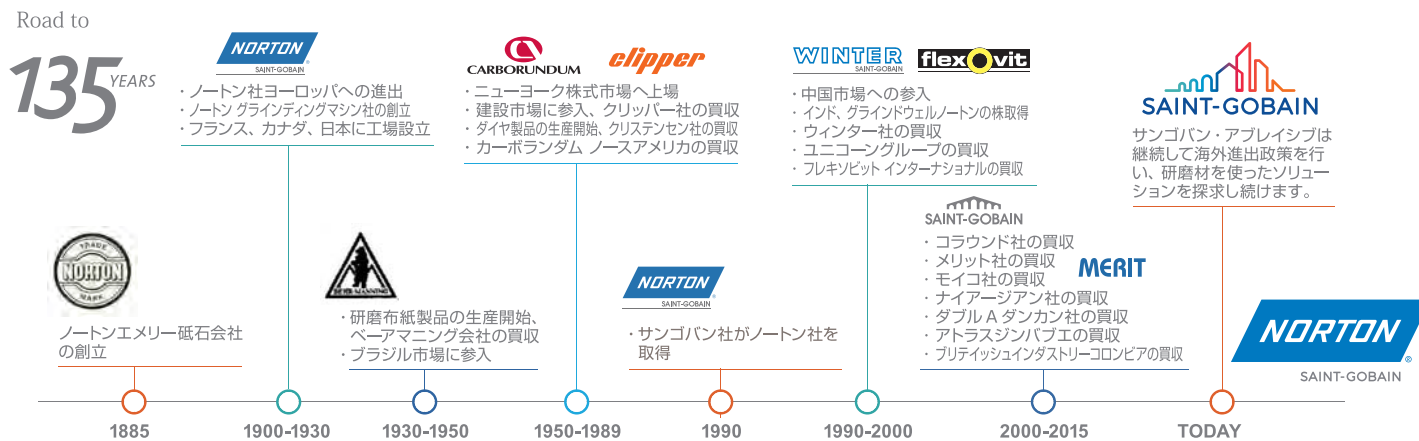 Road to
135 YEARS
NORTON
SAINT-GOBAIN
・ノートン社ヨーロッパへの進出
・ノートン グラインディングマシン社の創立
・フランス、カナダ、日本に工場設立
CARBORUNDUM
clipper
・ニューヨーク株式市場へ上場
・建設市場に参入、クリッパー社の買収
・ダイヤ製品の生産開始、クリステンセン社の買収
・カーボランダム ノースアメリカの買収
WINTER
SAINT-GOBAIN
flexovit
・中国市場への参入
・インド、グラインドウェルノートンの株取得
・ウィンター社の買収
・ユニコーングループの買収
・フレキソビット インターナショナルの買収
SAINT-GOBAIN
サンゴバン・アブレイシブは
継続して海外進出政策を行
い、研磨材を使ったソリュー
ションを探求し続けます。
TRADE
NORTON
MARK
ノートンエメリー砥石会社
の創立
BEHR-MANNING
・研磨布紙製品の生産開始、
ベーアマニング会社の買収
・ブラジル市場に参入
NORTON
SAINT-GOBAIN
・サンゴバン社がノートン社を
取得
SAINT-GOBAIN
・コラウンド社の買収
・メリット社の買収
・モイコ社の買収
・ナイアージアン社の買収
・ダブル A ダンカン社の買収
・アトラスジンバブエの買収
・ブリテイッシュインダストリーコロンビアの買収
MERIT
NORTON
SAINT-GOBAIN
1885
1900-1930
1930-1950
1950-1989
1990
1990-2000
2000-2015
TODAY